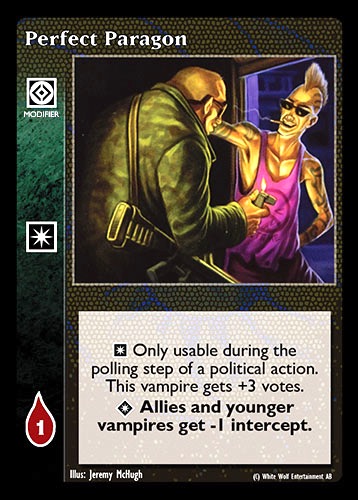 Perfect Paragon
MODIFIER
Only usable during the
polling step of a political action.
This vampire gets +3 votes.
Allies and younger
vampires get -1 intercept.
1
Illus: Jeremy McHugh
(C) White Wolf Entertainment AB